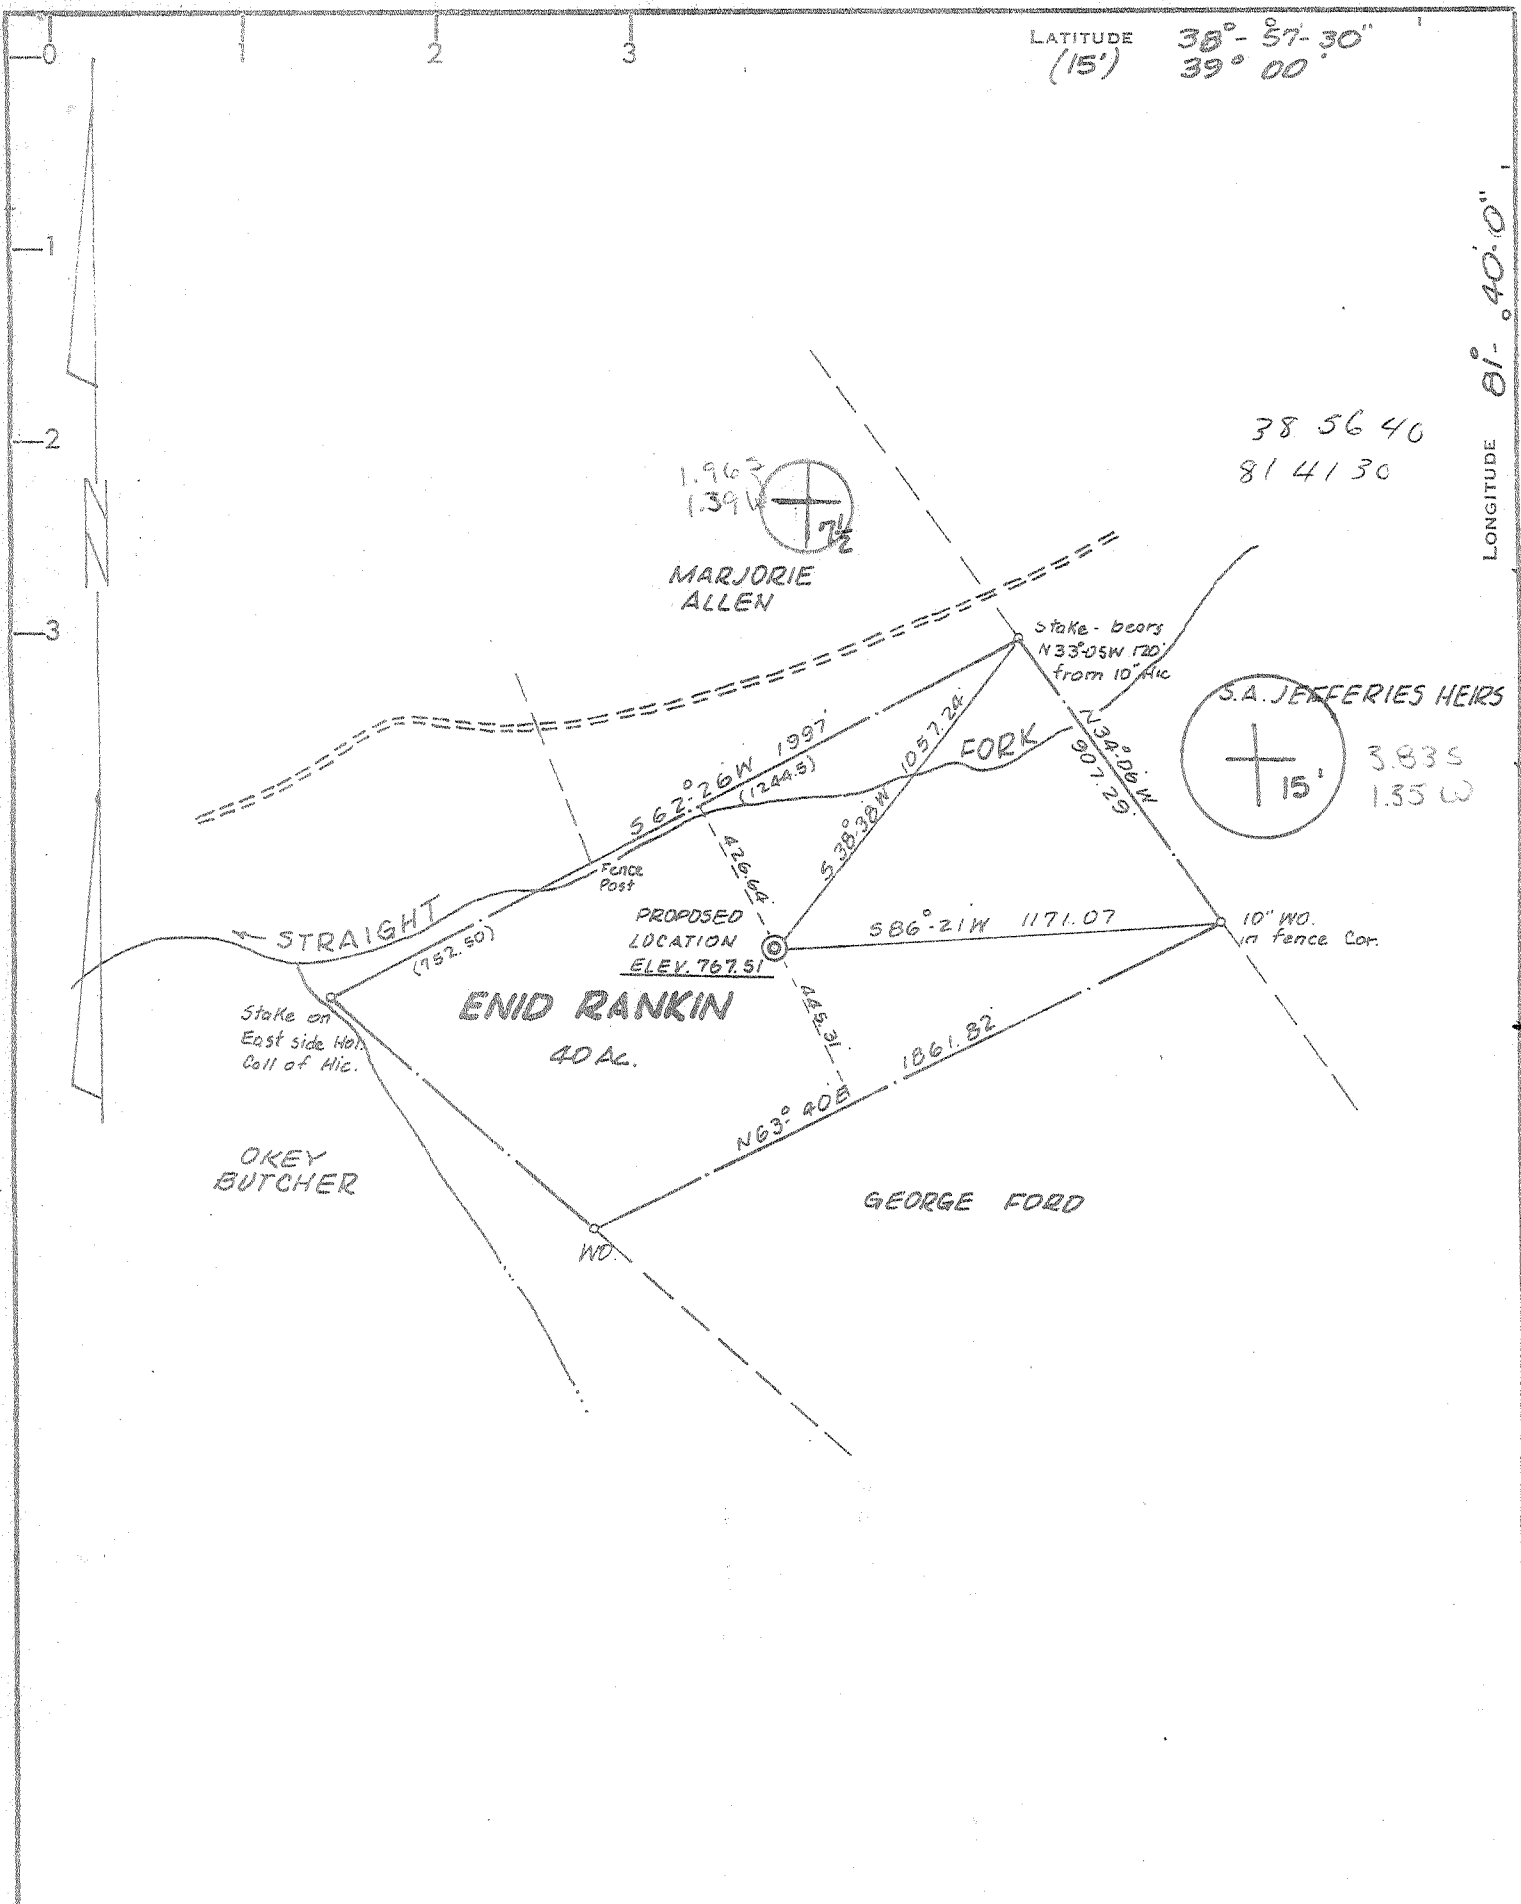 0
1
2
3
LATITUDE 38°-57'-30"
(15') 39° 00'
1
2
3
LONGITUDE 81°- 40'-0"
38 56 40
81 41 30
1.96 S
1.39 W
7½
MARJORIE
ALLEN
Stake - bears
N33°-05W 120'
from 10" Hic
S.A. JEFFERIES HEIRS
3.83 S
1.35 W
15'
S 62°-26'W 1997'
(1244.5)
S 38°-38'W 1057.24'
FORK
N34°-06'W
907.29'
Fence
Post
426.64'
STRAIGHT
(752.50)
PROPOSED
LOCATION
ELEV. 767.51
S86°-21'W 1171.07
10" WO.
in fence Cor.
ENID RANKIN
40 Ac.
Stake on
East side Hol.
Call of Hic.
445.31'
N63°-40'E 1861.82'
OKEY
BUTCHER
GEORGE FORD
WO.